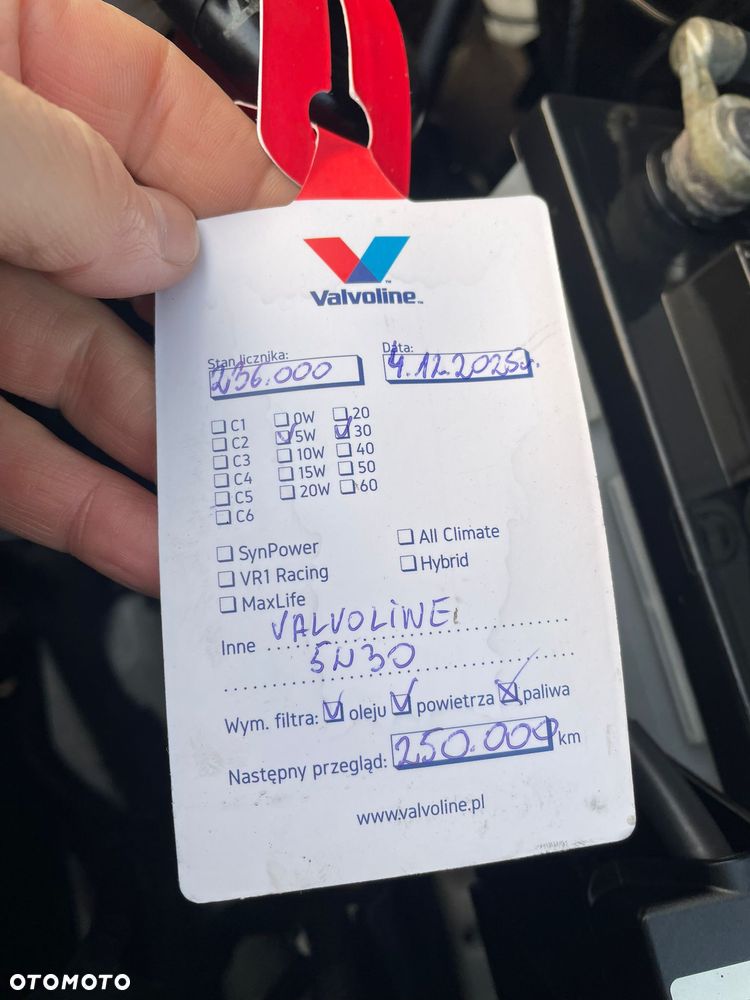 Valvoline™
Stan licznika: Data:
236.000 4.12.2025r.
C1 0W 20
C2 5W 30
C3 10W 40
C4 15W 50
C5 20W 60
C6
SynPower All Climate
VR1 Racing Hybrid
MaxLife
Inne VALVOLINE
5W30
Wym. filtra: oleju powietrza paliwa
Następny przegląd: 250.000 km
www.valvoline.pl
OTOMOTO